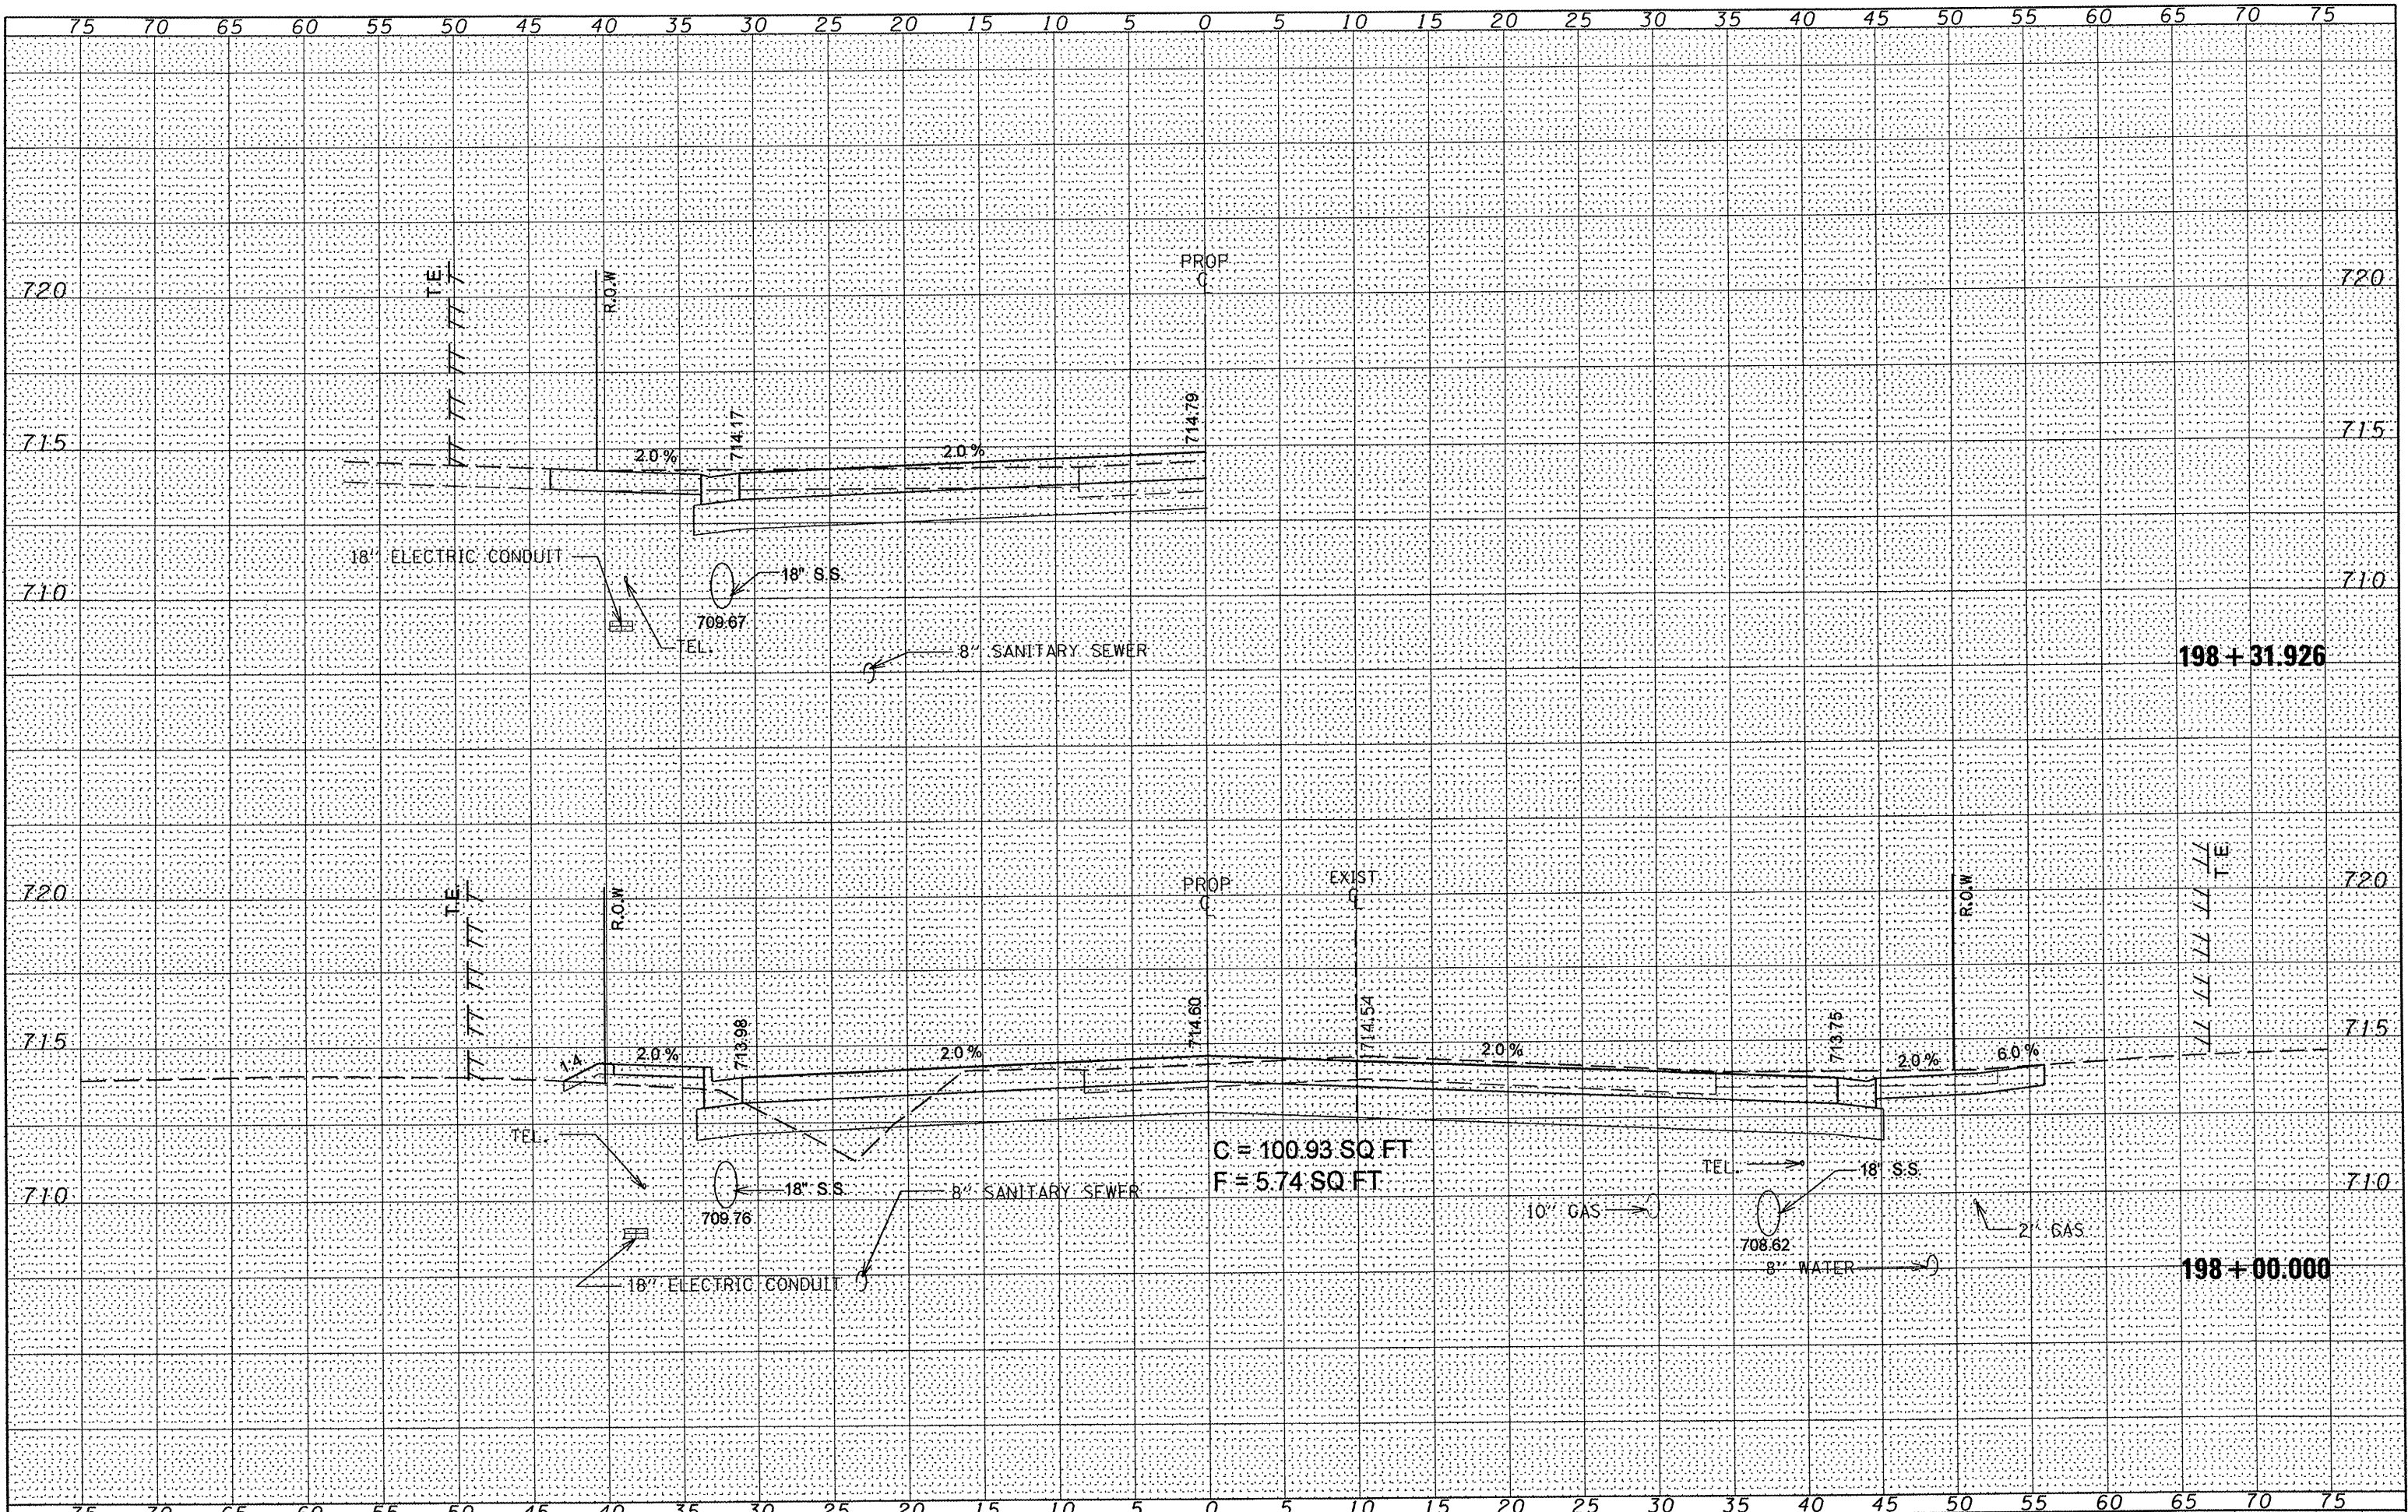 75 70 65 60 55 50 45 40 35 30 25 20 15 10 5 0 5 10 15 20 25 30 35 40 45 50 55 60 65 70 75
PROP
C
T.E
R.O.W
720 720
714.17
714.79
715 2.0 % 2.0 % 715
18" ELECTRIC CONDUIT
18" S.S.
710 710
709.67
TEL.
8" SANITARY SEWER
198 + 31.926
T.E
R.O.W
PROP
C
EXIST
C
R.O.W
T.E
720 720
713.98
714.60
714.54
713.75
715 715
1:4 2.0 % 2.0 % 2.0 % 2.0 % 6.0 %
TEL.
C = 100.93 SQ FT
F = 5.74 SQ FT
TEL.
18" S.S.
18" S.S.
8" SANITARY SEWER
710 710
709.76
10" GAS
2" GAS
708.62
8" WATER
18" ELECTRIC CONDUIT
198 + 00.000
75 70 65 60 55 50 45 40 35 30 25 20 15 10 5 0 5 10 15 20 25 30 35 40 45 50 55 60 65 70 75